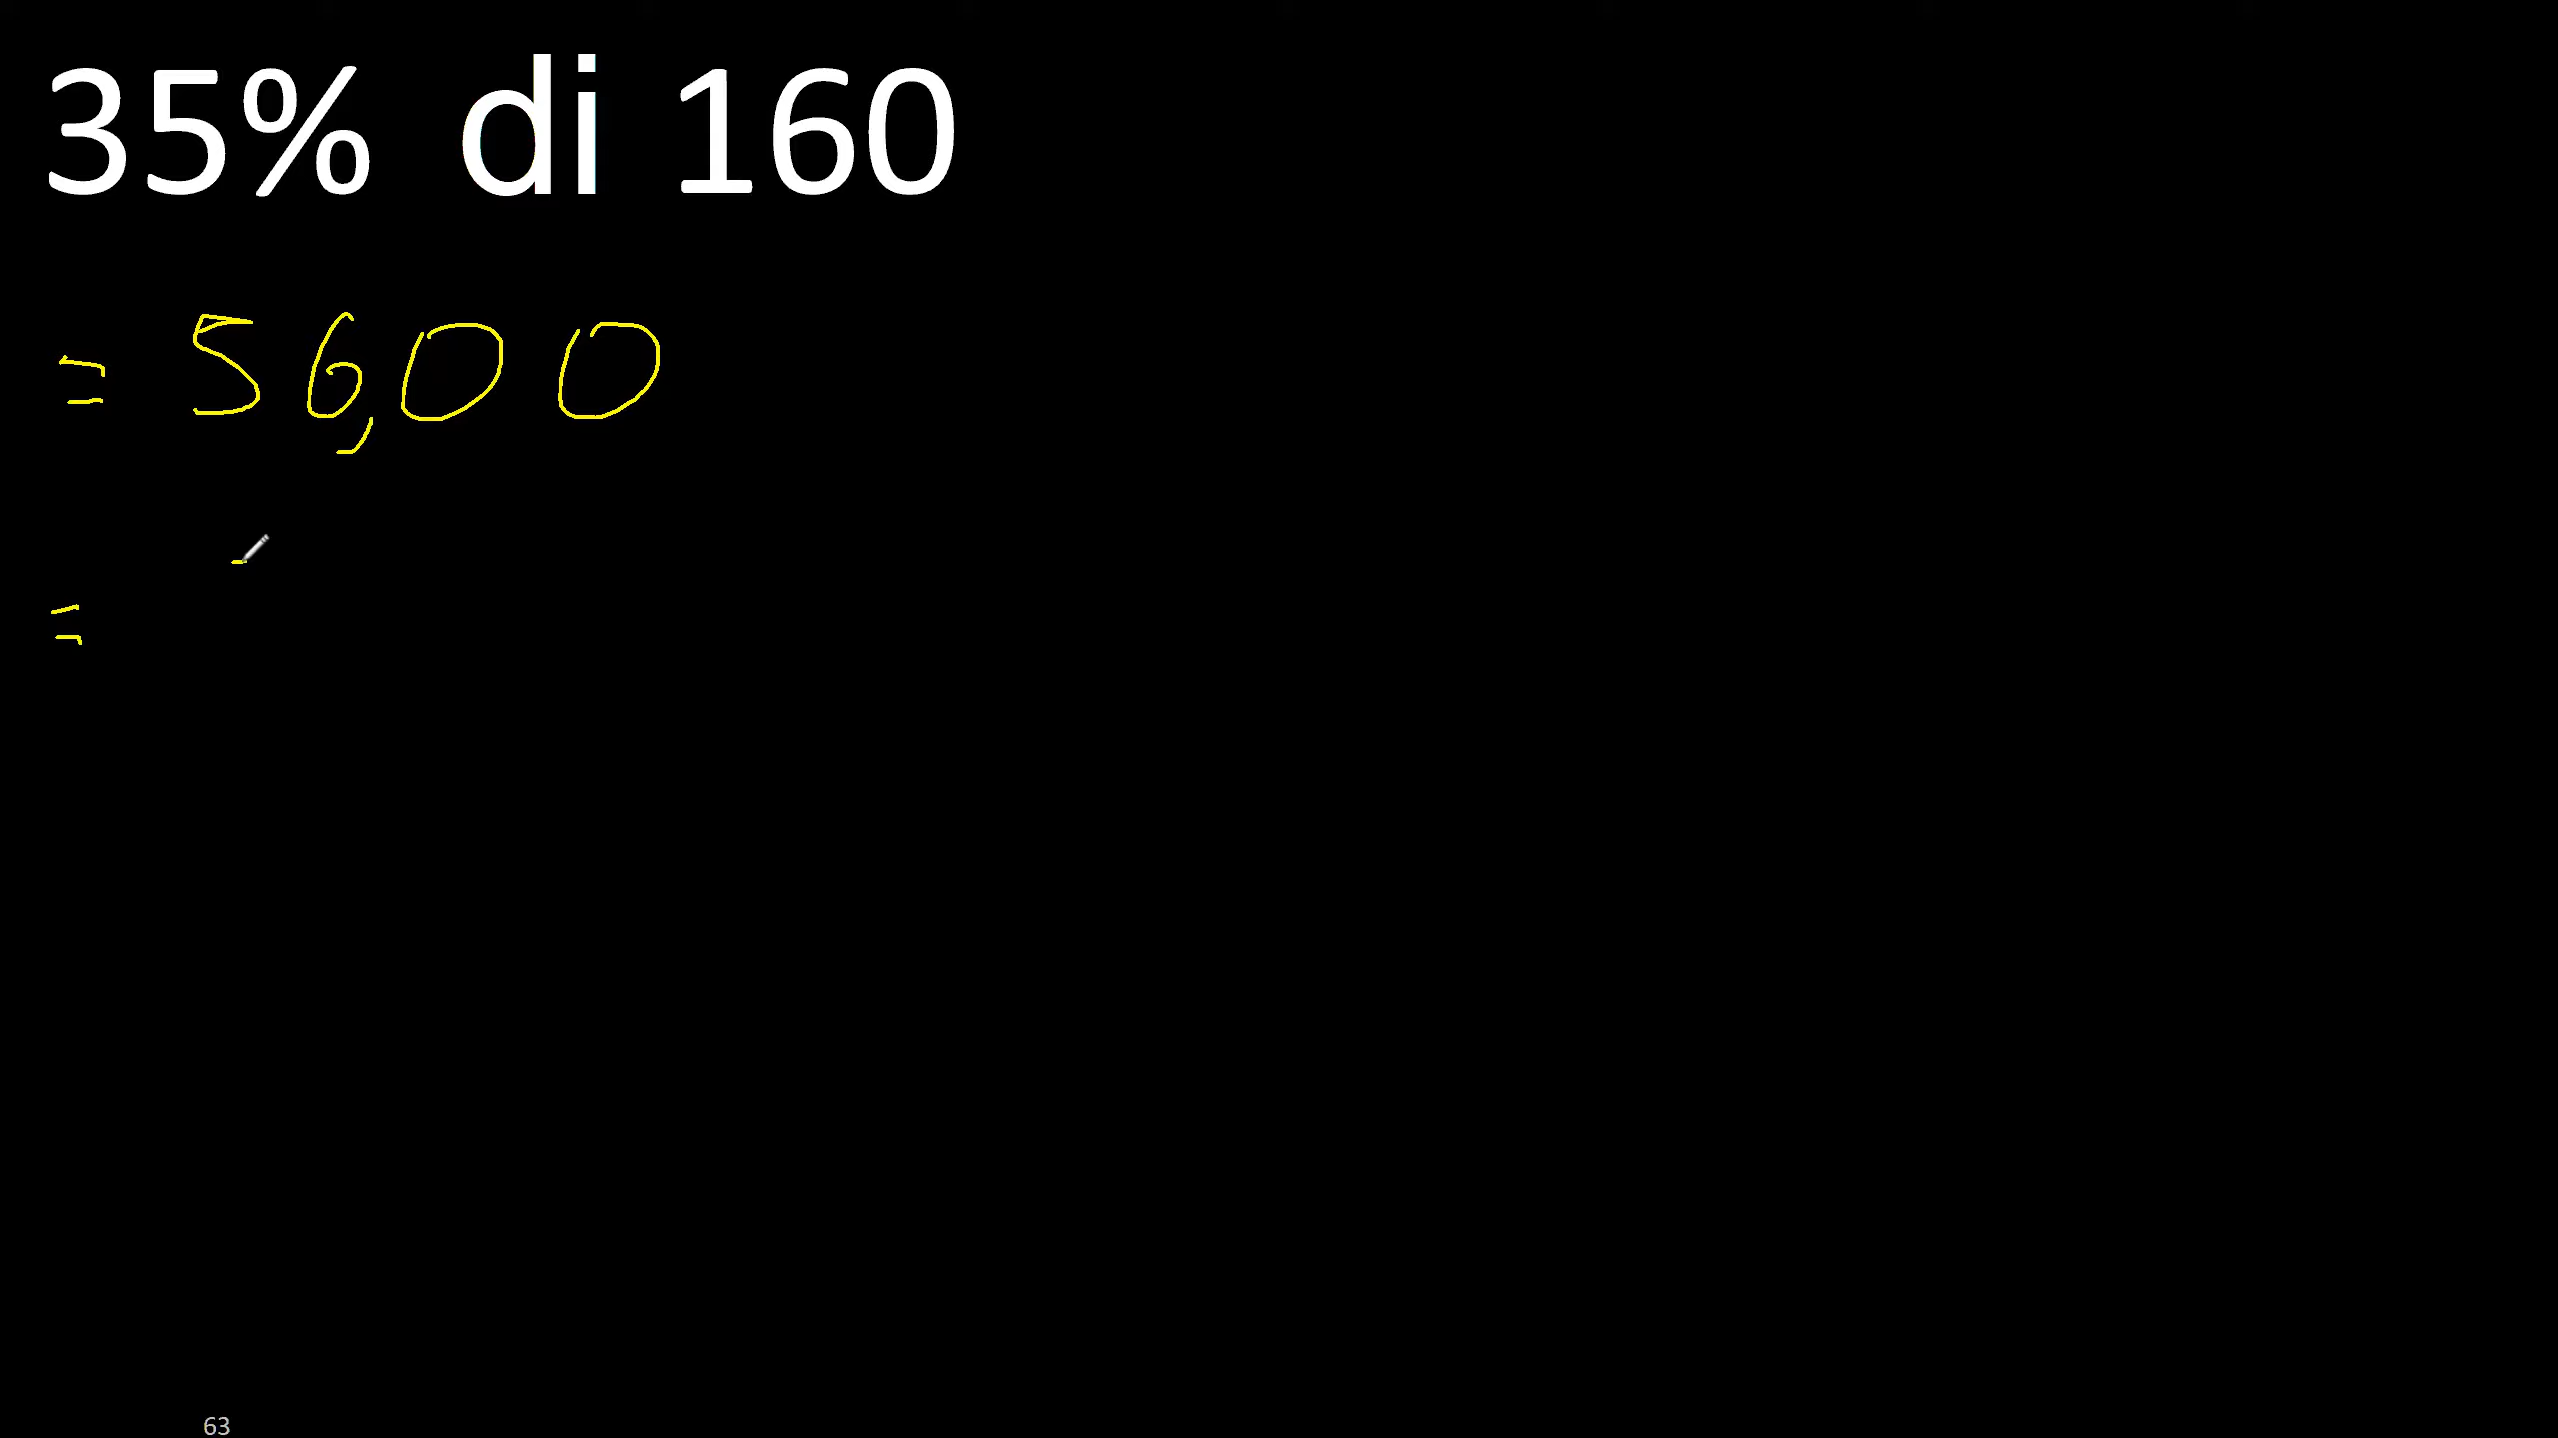 35% di 160
= 56,00
=
63